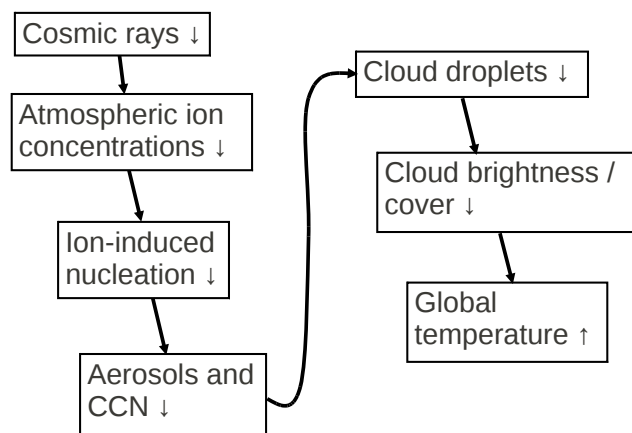 Cosmic rays ↓
Atmospheric ion
concentrations ↓
Ion-induced
nucleation ↓
Aerosols and
CCN ↓
Cloud droplets ↓
Cloud brightness /
cover ↓
Global
temperature ↑